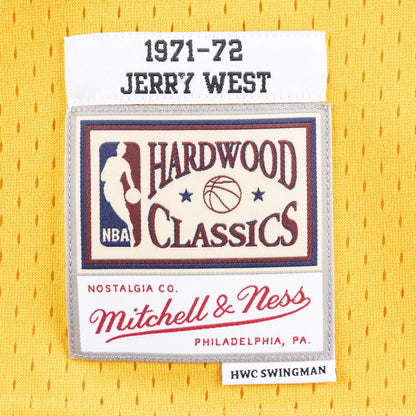 1971-72
JERRY WEST
HARDWOOD
NBA
CLASSICS
NOSTALGIA CO.
Mitchell & Ness
PHILADELPHIA, PA.
HWC SWINGMAN